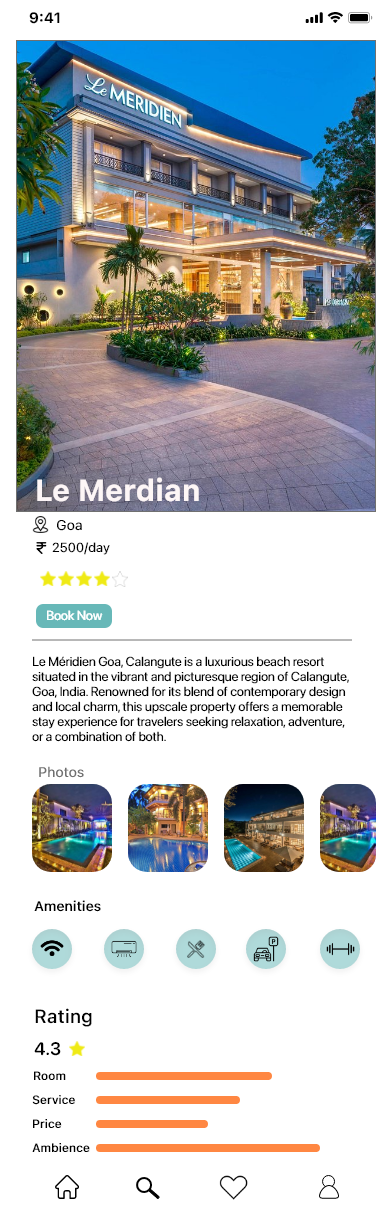 9:41
Le MERIDIEN
Le MERIDIEN
Le Merdian
Goa
₹ 2500/day
Book Now
Le Méridien Goa, Calangute is a luxurious beach resort
situated in the vibrant and picturesque region of Calangute,
Goa, India. Renowned for its blend of contemporary design
and local charm, this upscale property offers a memorable
stay experience for travelers seeking relaxation, adventure,
or a combination of both.
Photos
Amenities
P
Rating
4.3
Room
Service
Price
Ambience